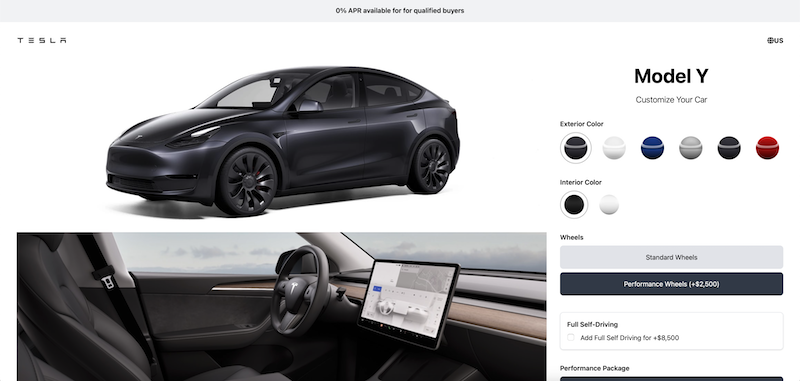 0% APR available for for qualified buyers
TESLA
US
Model Y
Customize Your Car
Exterior Color
Interior Color
Wheels
Standard Wheels
Performance Wheels (+$2,500)
Full Self-Driving
Add Full Self Driving for +$8,500
Performance Package